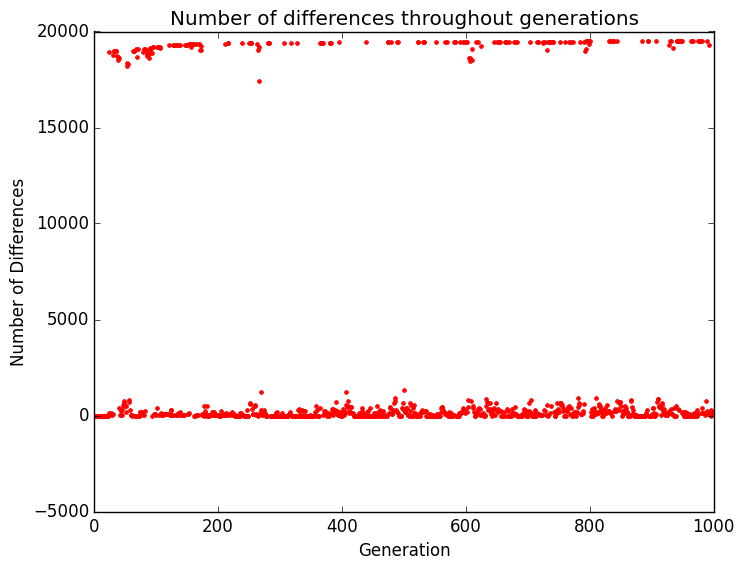 Number of differences throughout generations
20000
15000
10000
5000
0
−5000
Number of Differences
0 200 400 600 800 1000
Generation